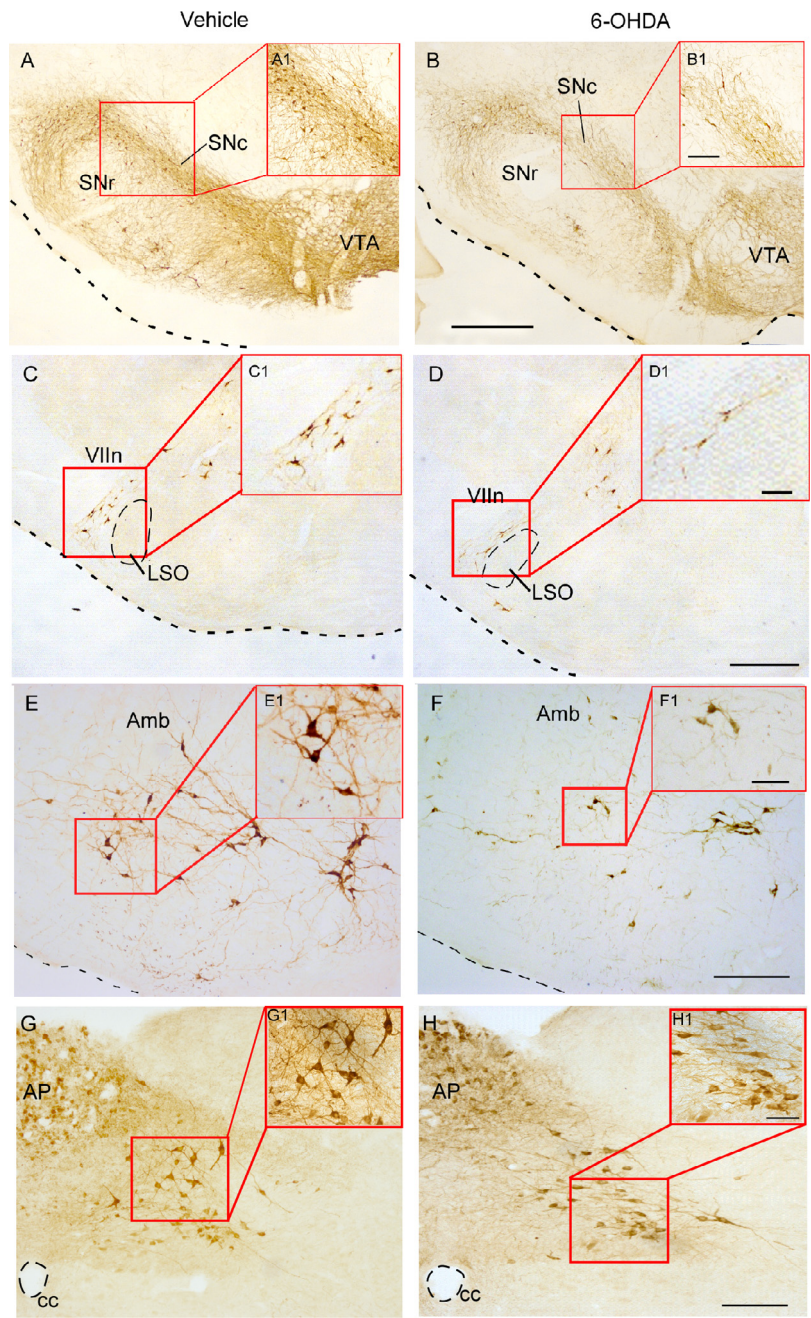 Vehicle
6-OHDA
A
A1
SNc
SNr
VTA
B
B1
SNc
SNr
VTA
C
C1
VIIn
LSO
D
D1
VIIn
LSO
E
E1
Amb
F
F1
Amb
G
G1
AP
cc
H
H1
AP
cc